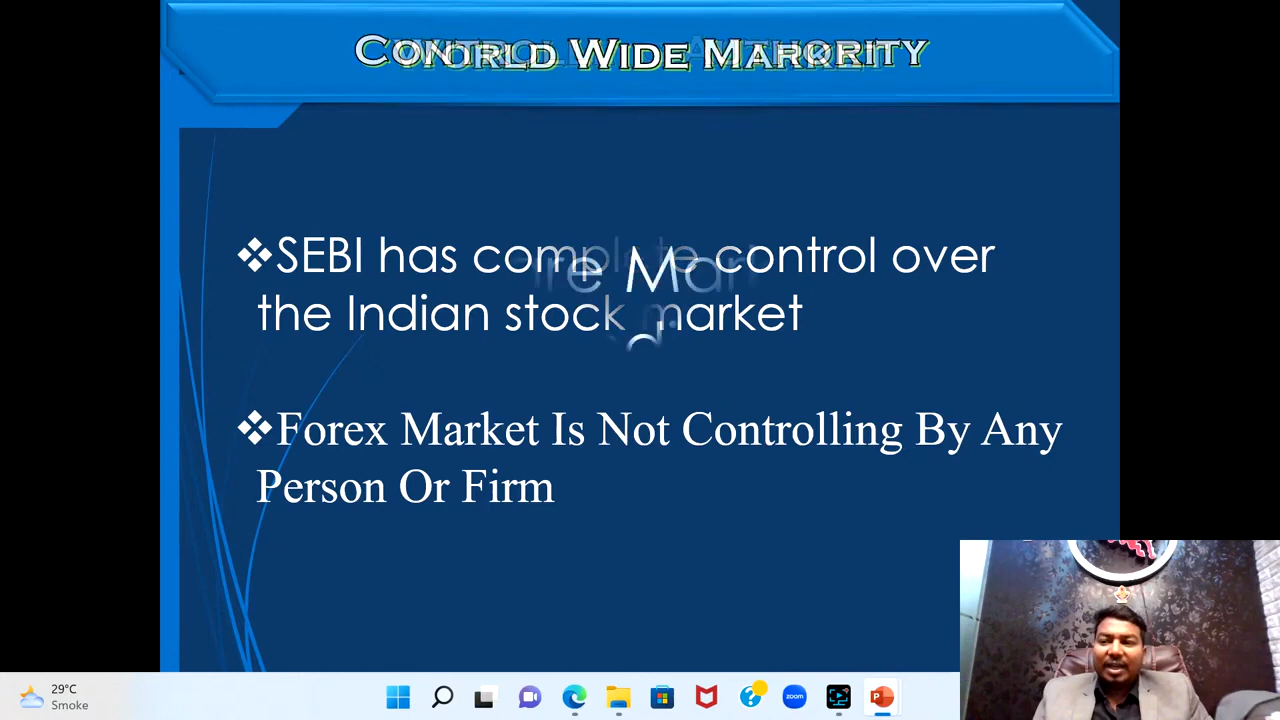 ❖SEBI has complete control over
the Indian stock market
❖Forex Market Is Not Controlling By Any
Person Or Firm
29°C
Smoke
zoom